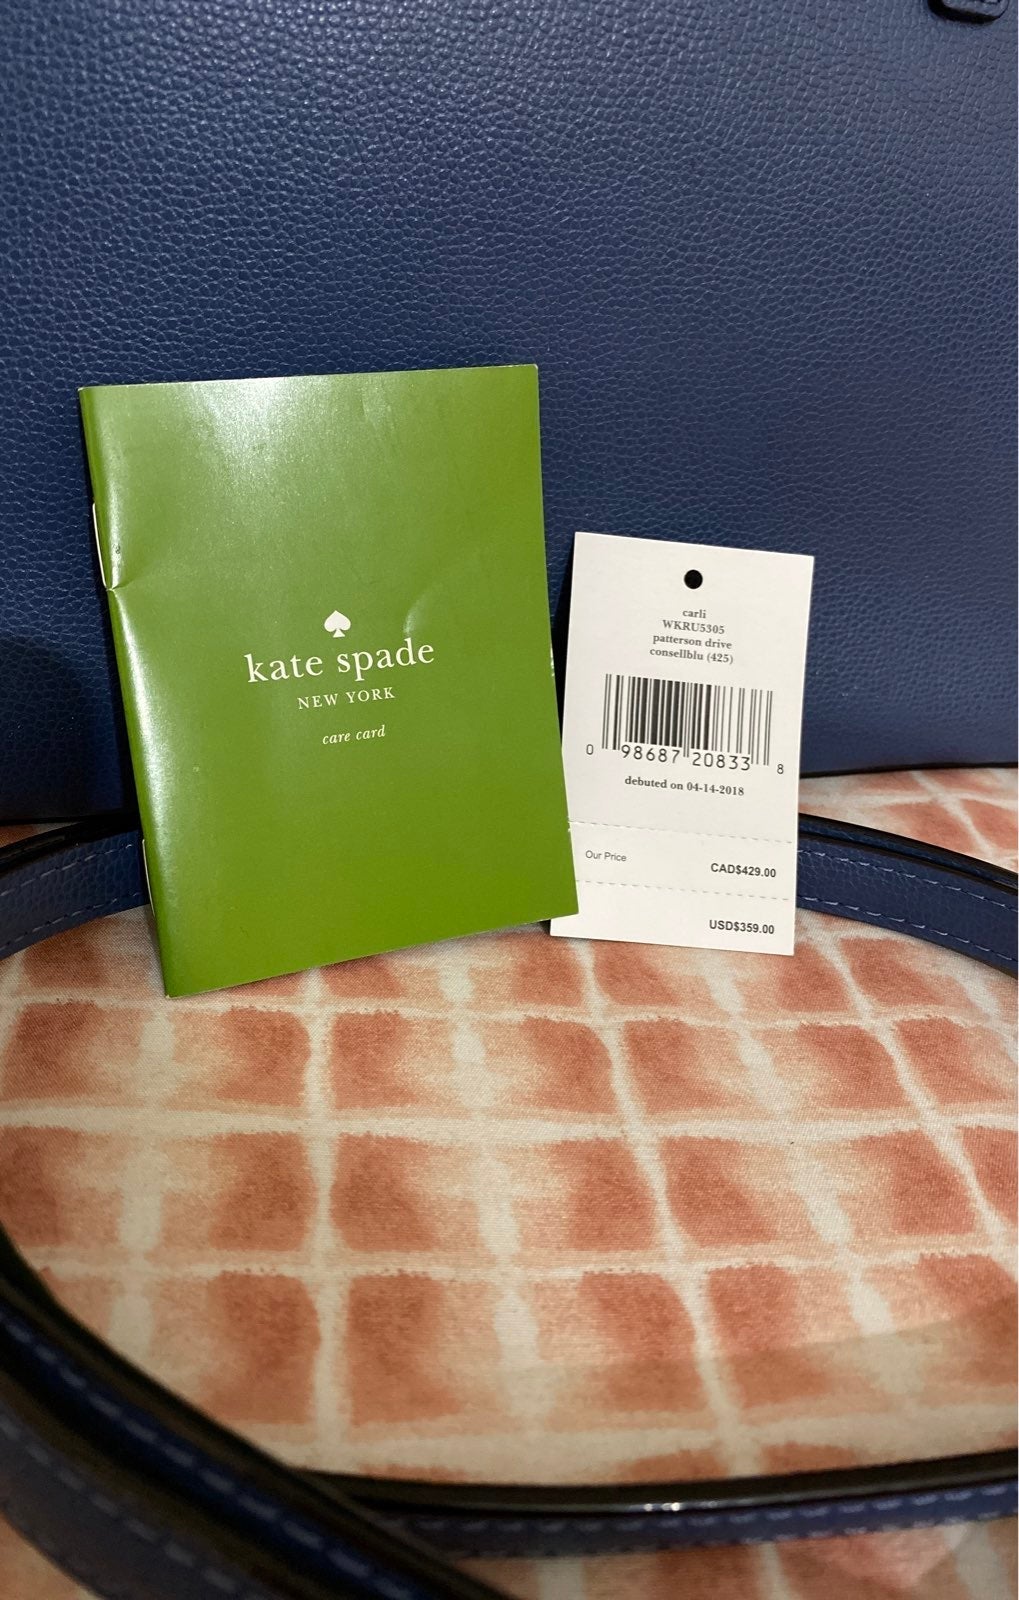 kate spade
NEW YORK
care card
carli
WKRU5305
patterson drive
consellblu (425)
0 98687 20833 8
debuted on 04-14-2018
Our Price CAD$429.00
USD$359.00